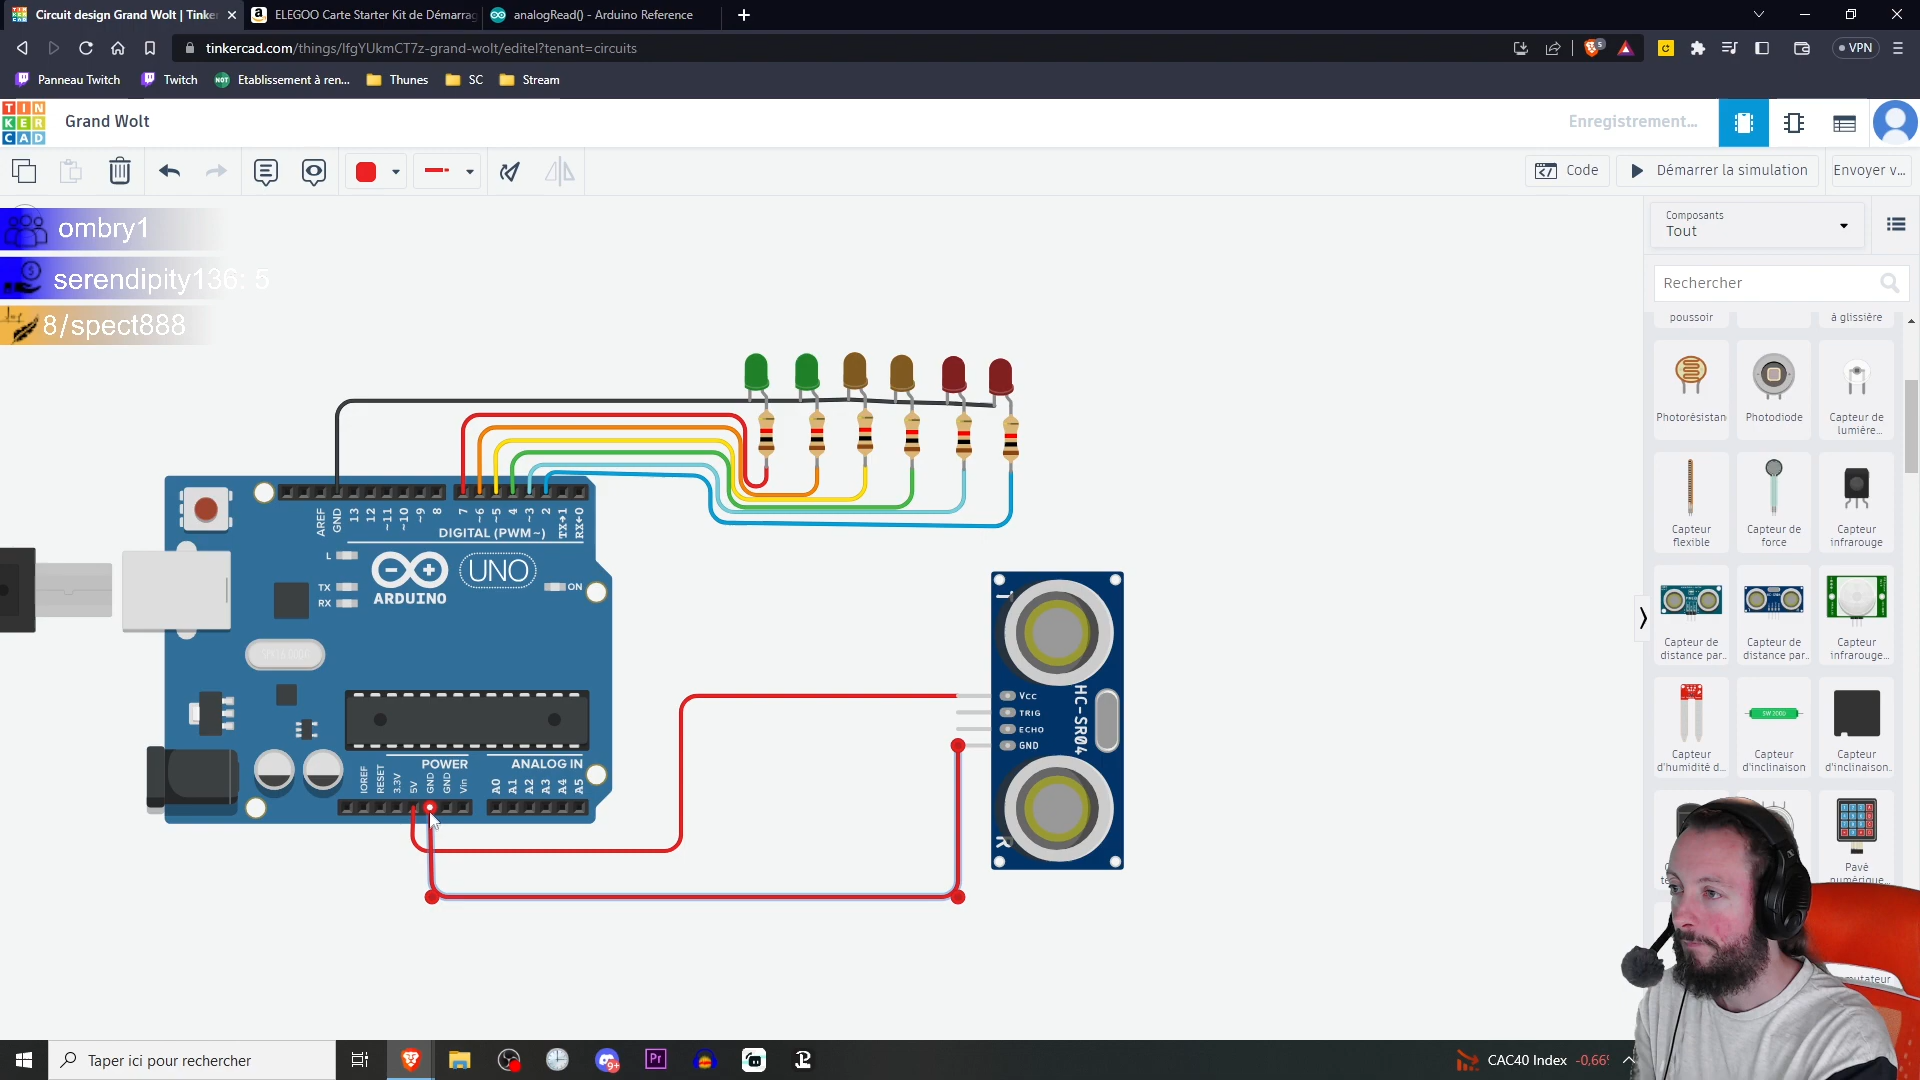 Circuit design Grand Wolt | Tinke
ELEGOO Carte Starter Kit de Démarrag
analogRead() - Arduino Reference
tinkercad.com/things/lfgYUkmCT7z-grand-wolt/editel?tenant=circuits
VPN
Panneau Twitch
Twitch
Etablissement à ren...
Thunes
SC
Stream
TINKERCAD
Grand Wolt
Enregistrement...
Code
Démarrer la simulation
Envoyer v...
ombry1
serendipity136: 5
8/spect888
Composants
Tout
Rechercher
poussoir
à glissière
Photorésistan
Photodiode
Capteur de lumière...
Capteur flexible
Capteur de force
Capteur infrarouge
Capteur de distance par..
Capteur de distance par..
Capteur infrarouge...
Capteur d'humidité d...
Capteur d'inclinaison
Capteur d'inclinaison..
Pavé numérique...
mutateur
AREF
GND
13
12
~11
~10
~9
8
7
~6
~5
4
~3
2
TX→1
RX←0
DIGITAL (PWM~)
L
TX
RX
ARDUINO
UNO
ON
POWER
ANALOG IN
IOREF
RESET
3.3V
5V
GND
GND
Vin
A0
A1
A2
A3
A4
A5
T
Vcc
TRIG
ECHO
GND
HC-SR04
R
Taper ici pour rechercher
CAC40 Index -0,66